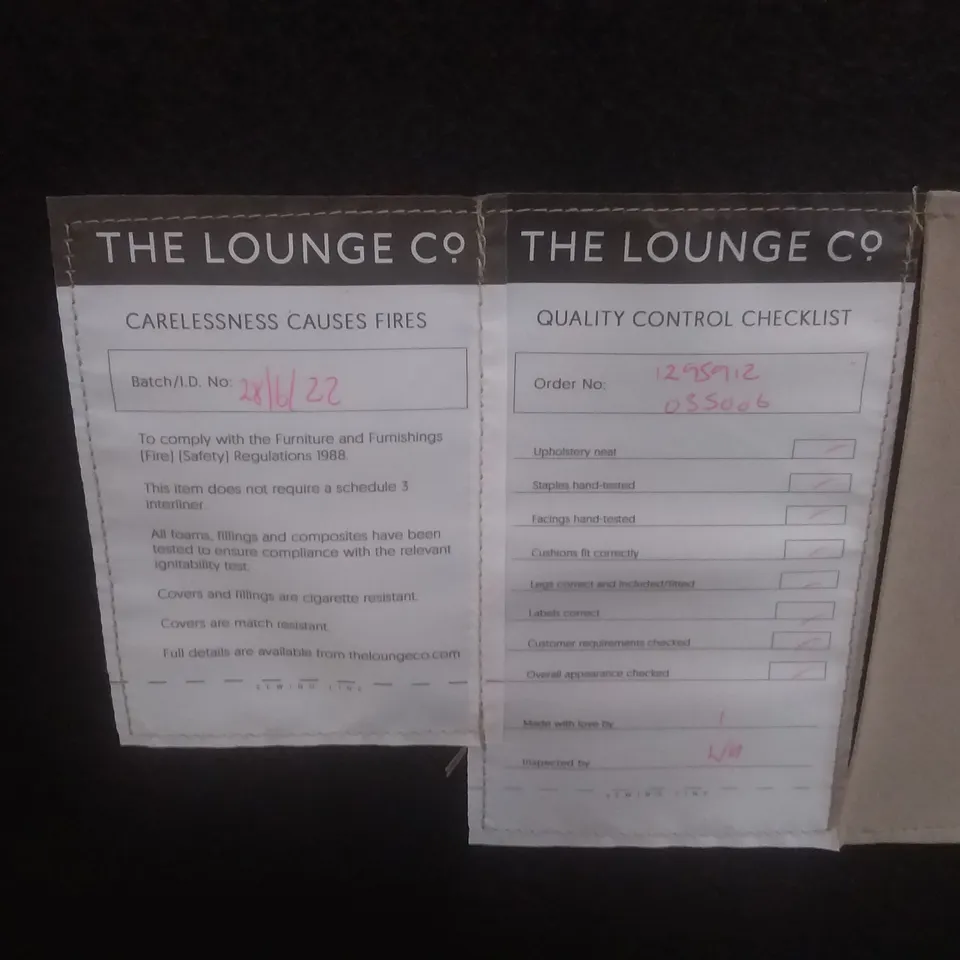 THE LOUNGE Co
CARELESSNESS CAUSES FIRES
Batch/I.D. No: 28/6/22
To comply with the Furniture and Furnishings
(Fire) (Safety) Regulations 1988.
This item does not require a schedule 3
interliner.
All foams, fillings and composites have been
tested to ensure compliance with the relevant
ignitability test.
Covers and fillings are cigarette resistant.
Covers are match resistant.
Full details are available from theloungeco.com
SEWING LINE
THE LOUNGE Co
QUALITY CONTROL CHECKLIST
Order No: 1295912
035006
Upholstery neat
Staples hand-tested
Facings hand-tested
Cushions fit correctly
Legs correct and included/fitted
Labels correct
Customer requirements checked
Overall appearance checked
Made with love by
Inspected by
SEWING LINE